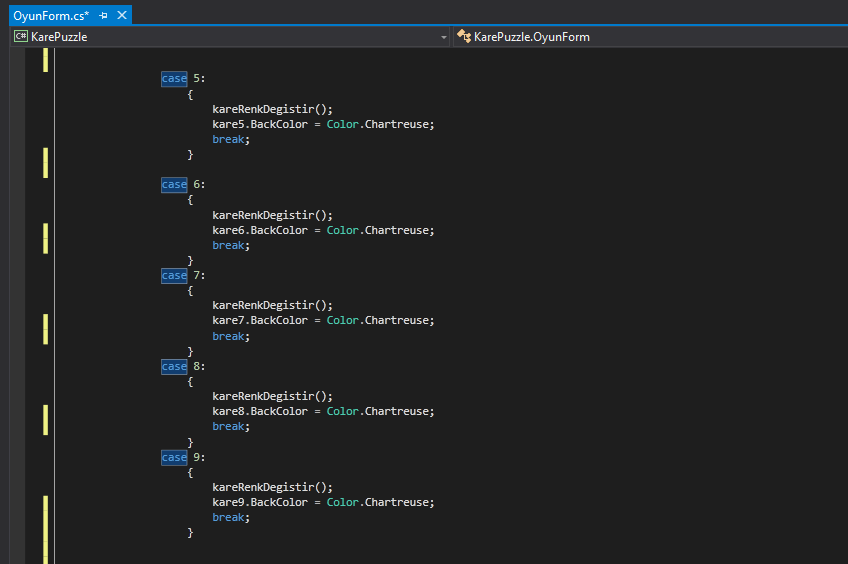 OyunForm.cs*
KarePuzzle KarePuzzle.OyunForm
case 5:
{
kareRenkDegistir();
kare5.BackColor = Color.Chartreuse;
break;
}
case 6:
{
kareRenkDegistir();
kare6.BackColor = Color.Chartreuse;
break;
}
case 7:
{
kareRenkDegistir();
kare7.BackColor = Color.Chartreuse;
break;
}
case 8:
{
kareRenkDegistir();
kare8.BackColor = Color.Chartreuse;
break;
}
case 9:
{
kareRenkDegistir();
kare9.BackColor = Color.Chartreuse;
break;
}